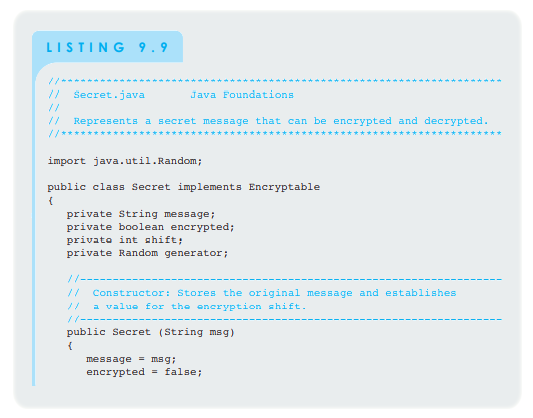 LISTING 9.9
//********************************************************************
//  Secret.java       Java Foundations
//
//  Represents a secret message that can be encrypted and decrypted.
//********************************************************************
import java.util.Random;
public class Secret implements Encryptable
{
   private String message;
   private boolean encrypted;
   private int shift;
   private Random generator;
   //-----------------------------------------------------------------
   //  Constructor: Stores the original message and establishes
   //  a value for the encryption shift.
   //-----------------------------------------------------------------
   public Secret (String msg)
   {
      message = msg;
      encrypted = false;